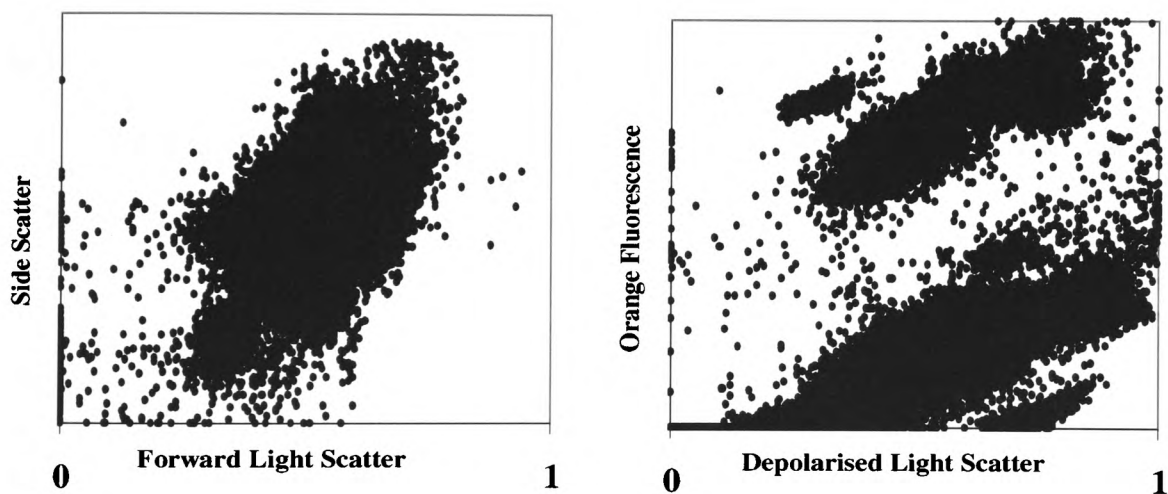 Side Scatter
Forward Light Scatter
0
1
Orange Fluorescence
Depolarised Light Scatter
0
1